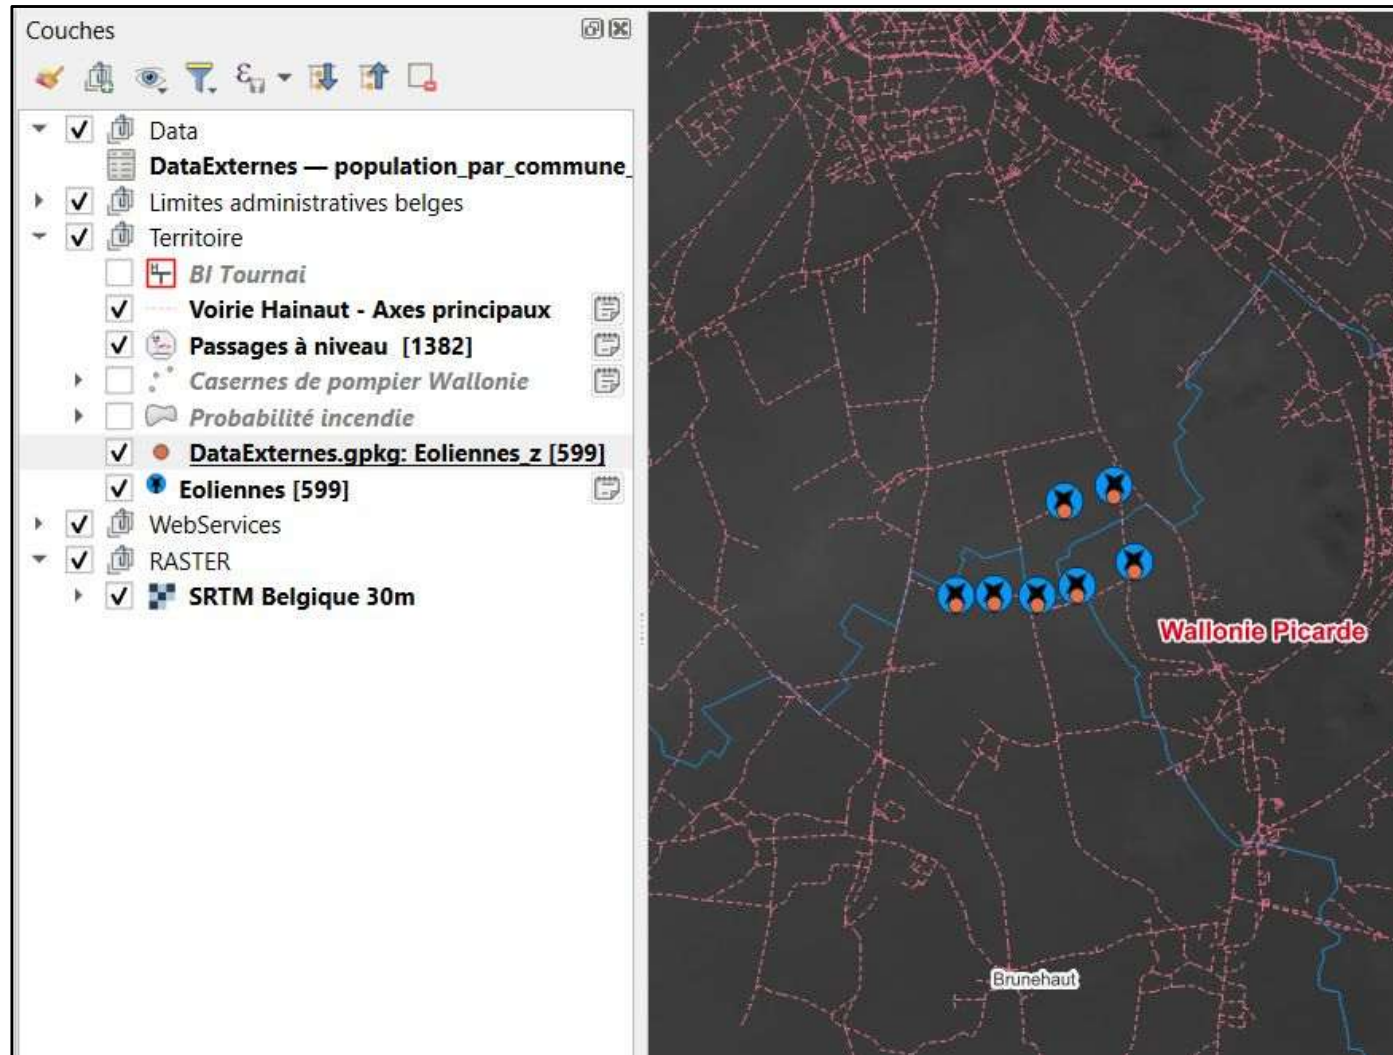 Couches
Data
DataExternes — population_par_commune_
Limites administratives belges
Territoire
BI Tournai
Voirie Hainaut - Axes principaux
Passages à niveau [1382]
Casernes de pompier Wallonie
Probabilité incendie
DataExternes.gpkg: Eoliennes_z [599]
Eoliennes [599]
WebServices
RASTER
SRTM Belgique 30m
Wallonie Picarde
Brunehaut